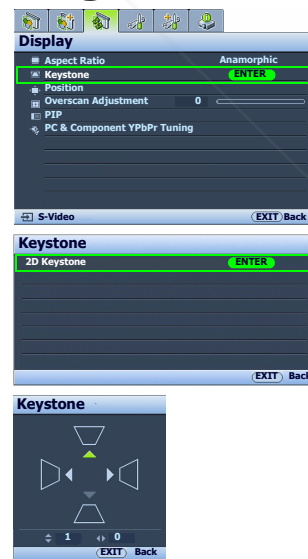 Display
Aspect Ratio Anamorphic
Keystone ENTER
Position
Overscan Adjustment 0
PIP
PC & Component YPbPr Tuning
S-Video EXIT Back
Keystone
2D Keystone ENTER
EXIT Back
Keystone
1 0
EXIT Back